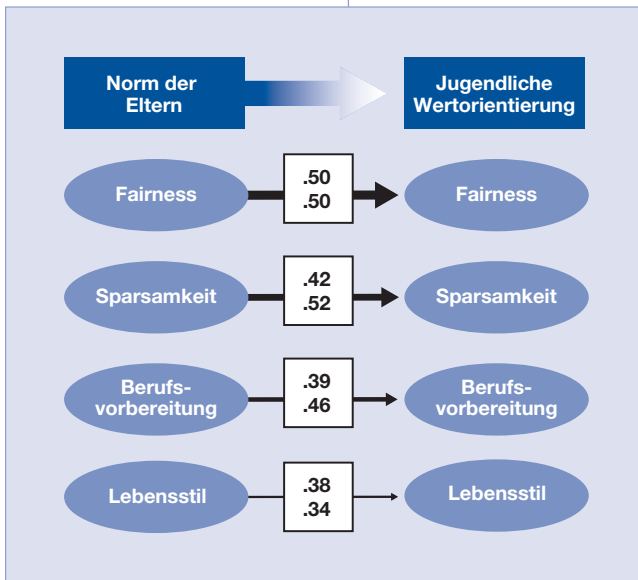 Norm der
Eltern
Jugendliche
Wertorientierung
Fairness
.50
.50
Fairness
Sparsamkeit
.42
.52
Sparsamkeit
Berufs-
vorbereitung
.39
.46
Berufs-
vorbereitung
Lebensstil
.38
.34
Lebensstil